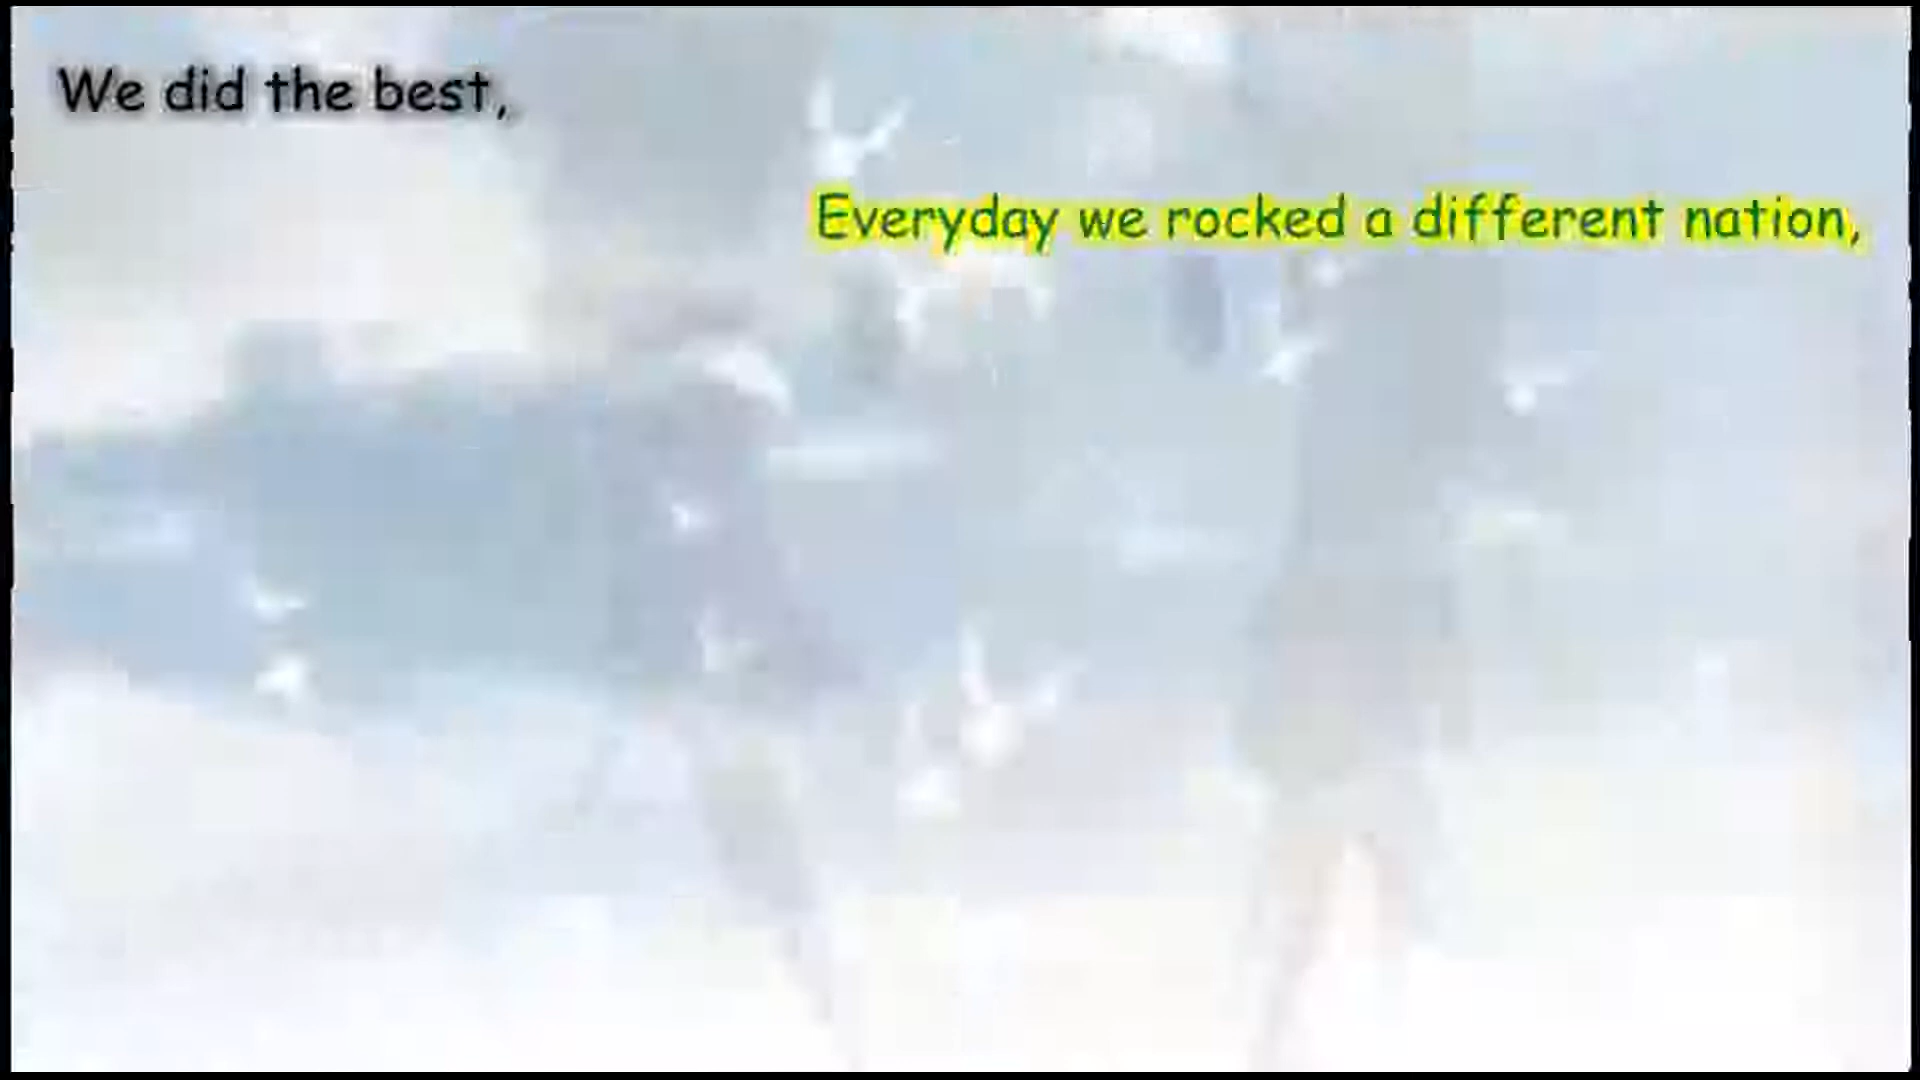 We did the best,
Everyday we rocked a different nation,